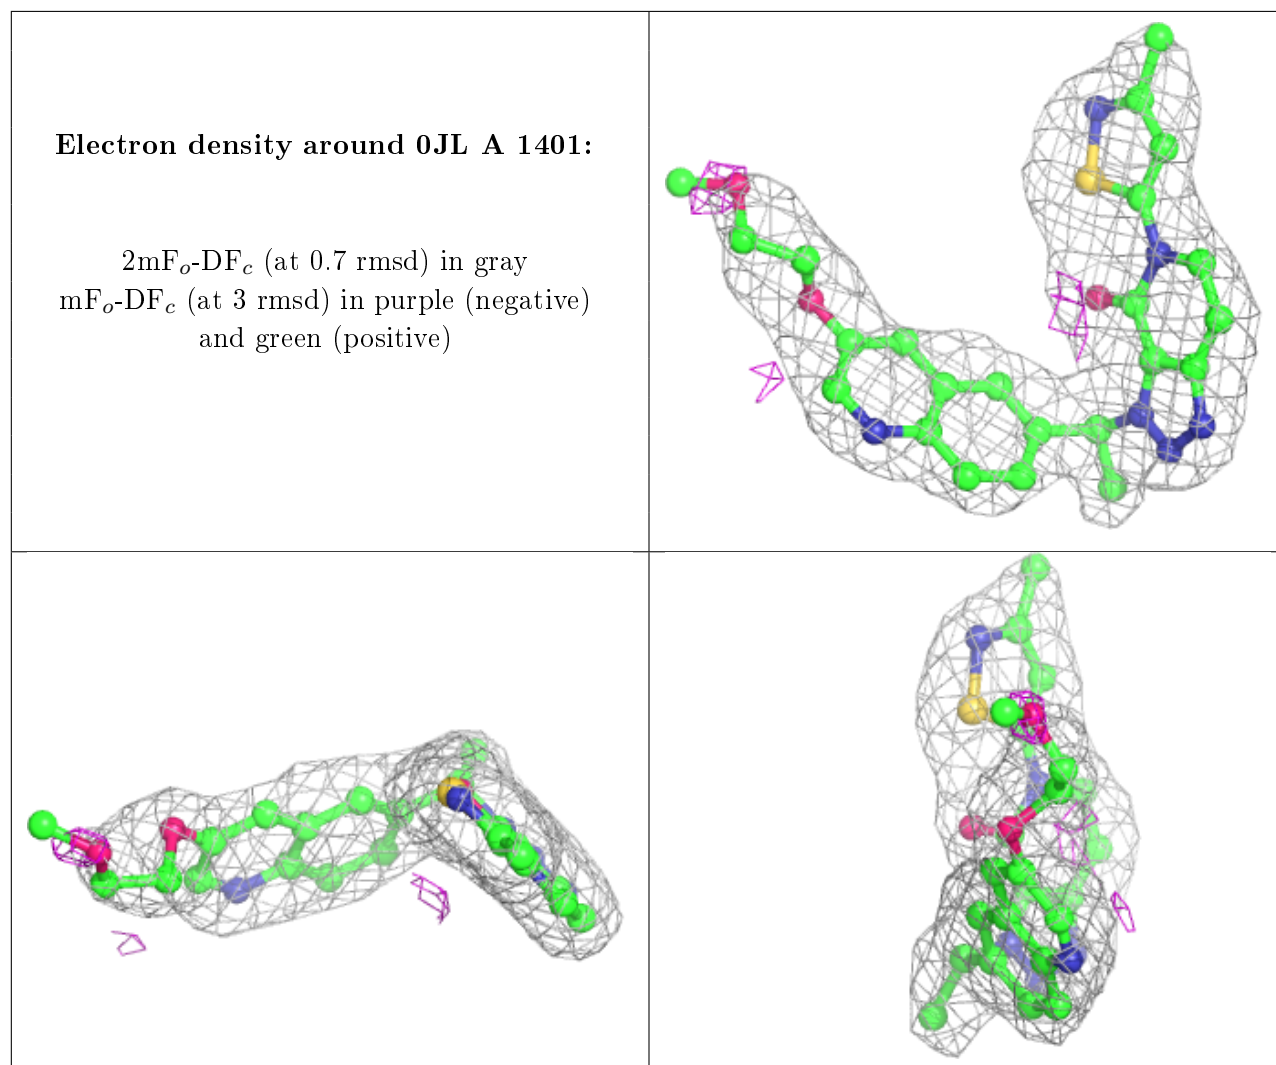 Electron density around 0JL A 1401:
2mFo-DFc (at 0.7 rmsd) in gray
mFo-DFc (at 3 rmsd) in purple (negative)
and green (positive)